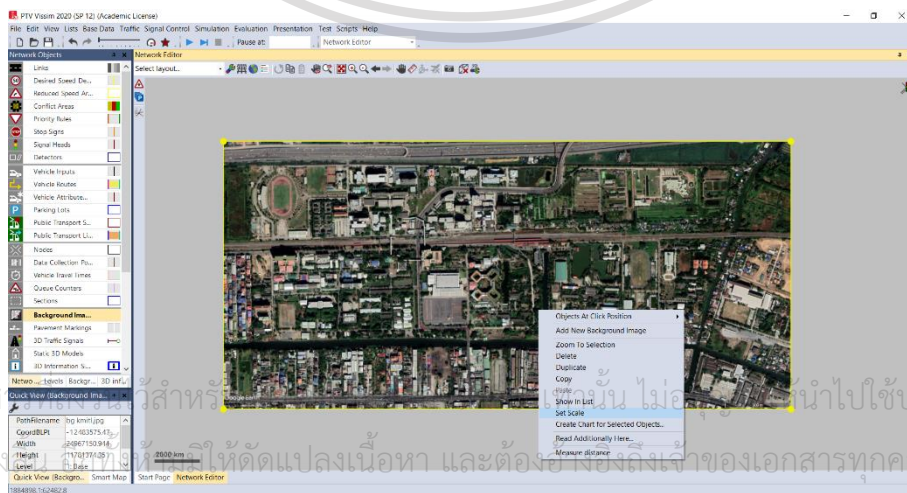 PTV Vissim 2020 (SP 12) (Academic License)
File Edit View Lists Base Data Traffic Signal Control Simulation Evaluation Presentation Test Scripts Help
Pause at: Network Editor
Network Objects
Network Editor
Select layout...
Links
Desired Speed De...
Reduced Speed Ar...
Conflict Areas
Priority Rules
Stop Signs
Signal Heads
Detectors
Vehicle Inputs
Vehicle Routes
Vehicle Attribute...
Parking Lots
Public Transport S...
Public Transport Li...
Nodes
Data Collection Po...
Vehicle Travel Times
Queue Counters
Sections
Background Ima...
Pavement Markings
3D Traffic Signals
Static 3D Models
3D Information S...
Netwo... Levels Backgr... 3D inf...
Quick View (Background Ima...
PathFilename bg kmitl.jpg
CoordBLPt
Width
Height
Level Base
Quick View (Backgro... Smart Map
Objects At Click Position
Add New Background Image
Zoom To Selection
Delete
Duplicate
Copy
Paste
Show In List
Set Scale
Create Chart for Selected Objects...
Read Additionally Here...
Measure distance
2000 km
Start Page Network Editor
1884898.1:62482.8